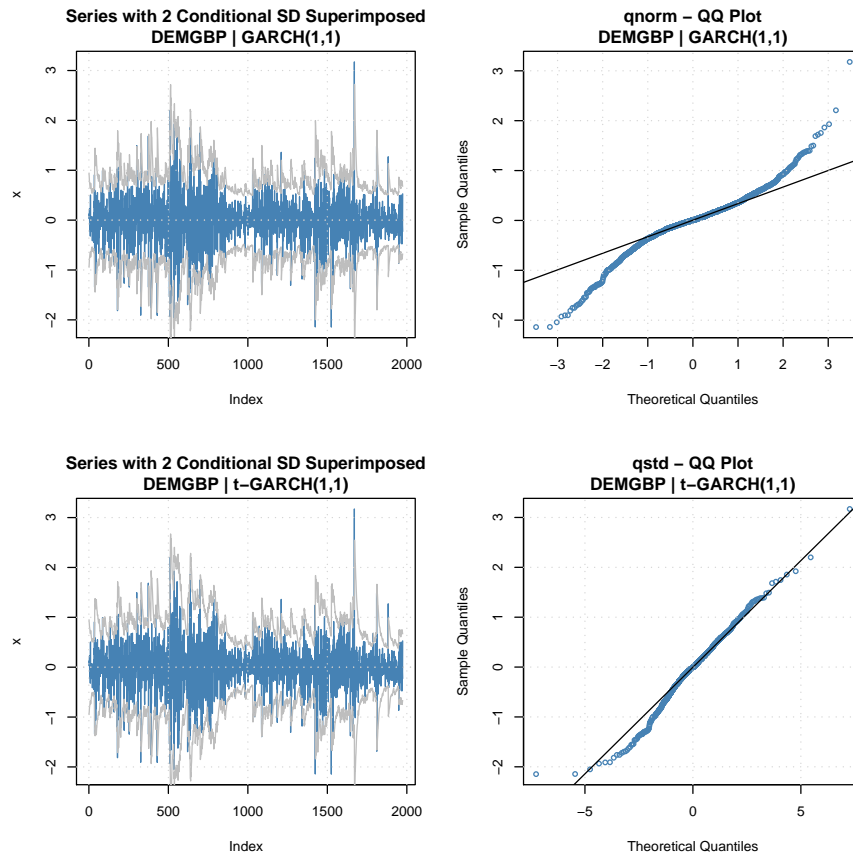 Series with 2 Conditional SD Superimposed
DEMGBP | GARCH(1,1)
3
2
1
0
−1
−2
x
0
500
1000
1500
2000
Index
qnorm − QQ Plot
DEMGBP | GARCH(1,1)
3
2
1
0
−1
−2
Sample Quantiles
−3
−2
−1
0
1
2
3
Theoretical Quantiles
Series with 2 Conditional SD Superimposed
DEMGBP | t−GARCH(1,1)
3
2
1
0
−1
−2
x
0
500
1000
1500
2000
Index
qstd − QQ Plot
DEMGBP | t−GARCH(1,1)
3
2
1
0
−1
−2
Sample Quantiles
−5
0
5
Theoretical Quantiles